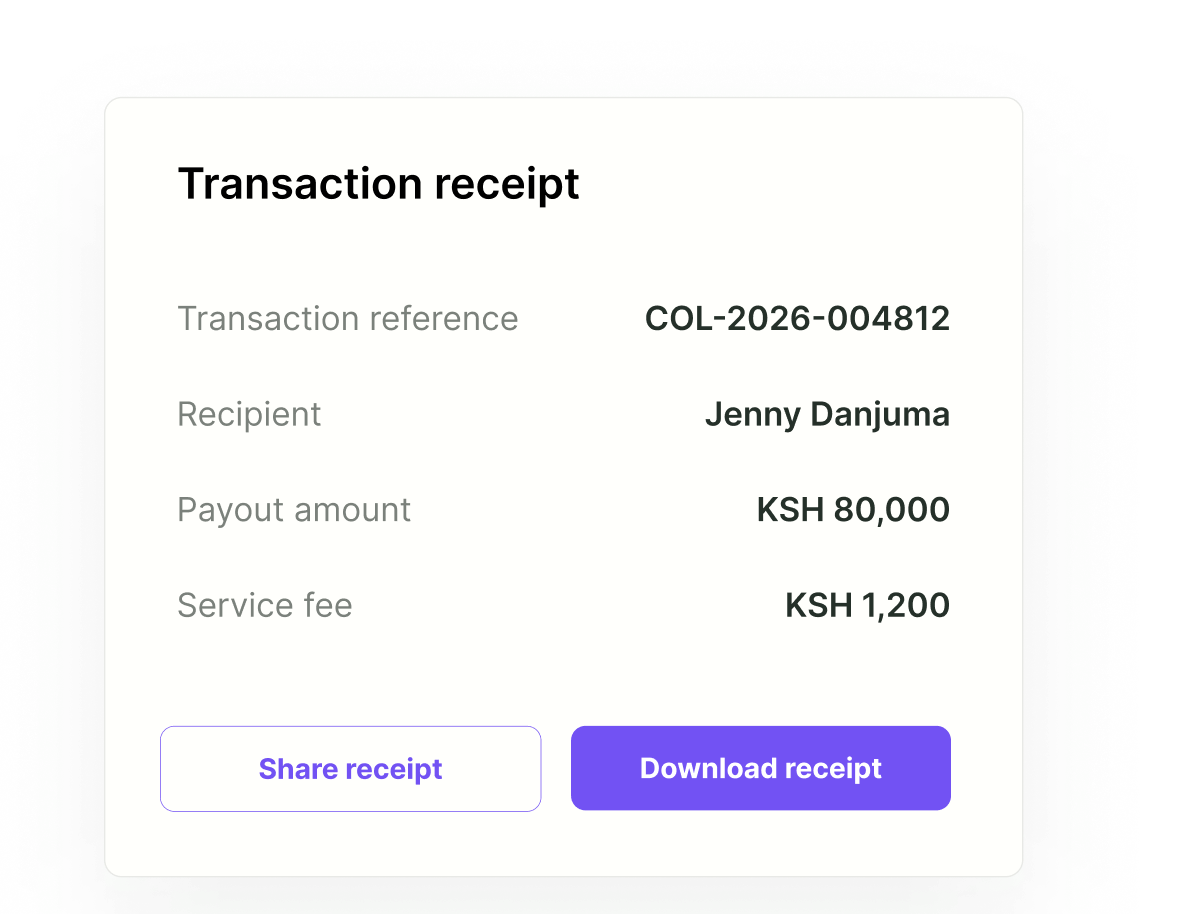 Transaction receipt
Transaction reference COL-2026-004812
Recipient Jenny Danjuma
Payout amount KSH 80,000
Service fee KSH 1,200
Share receipt Download receipt